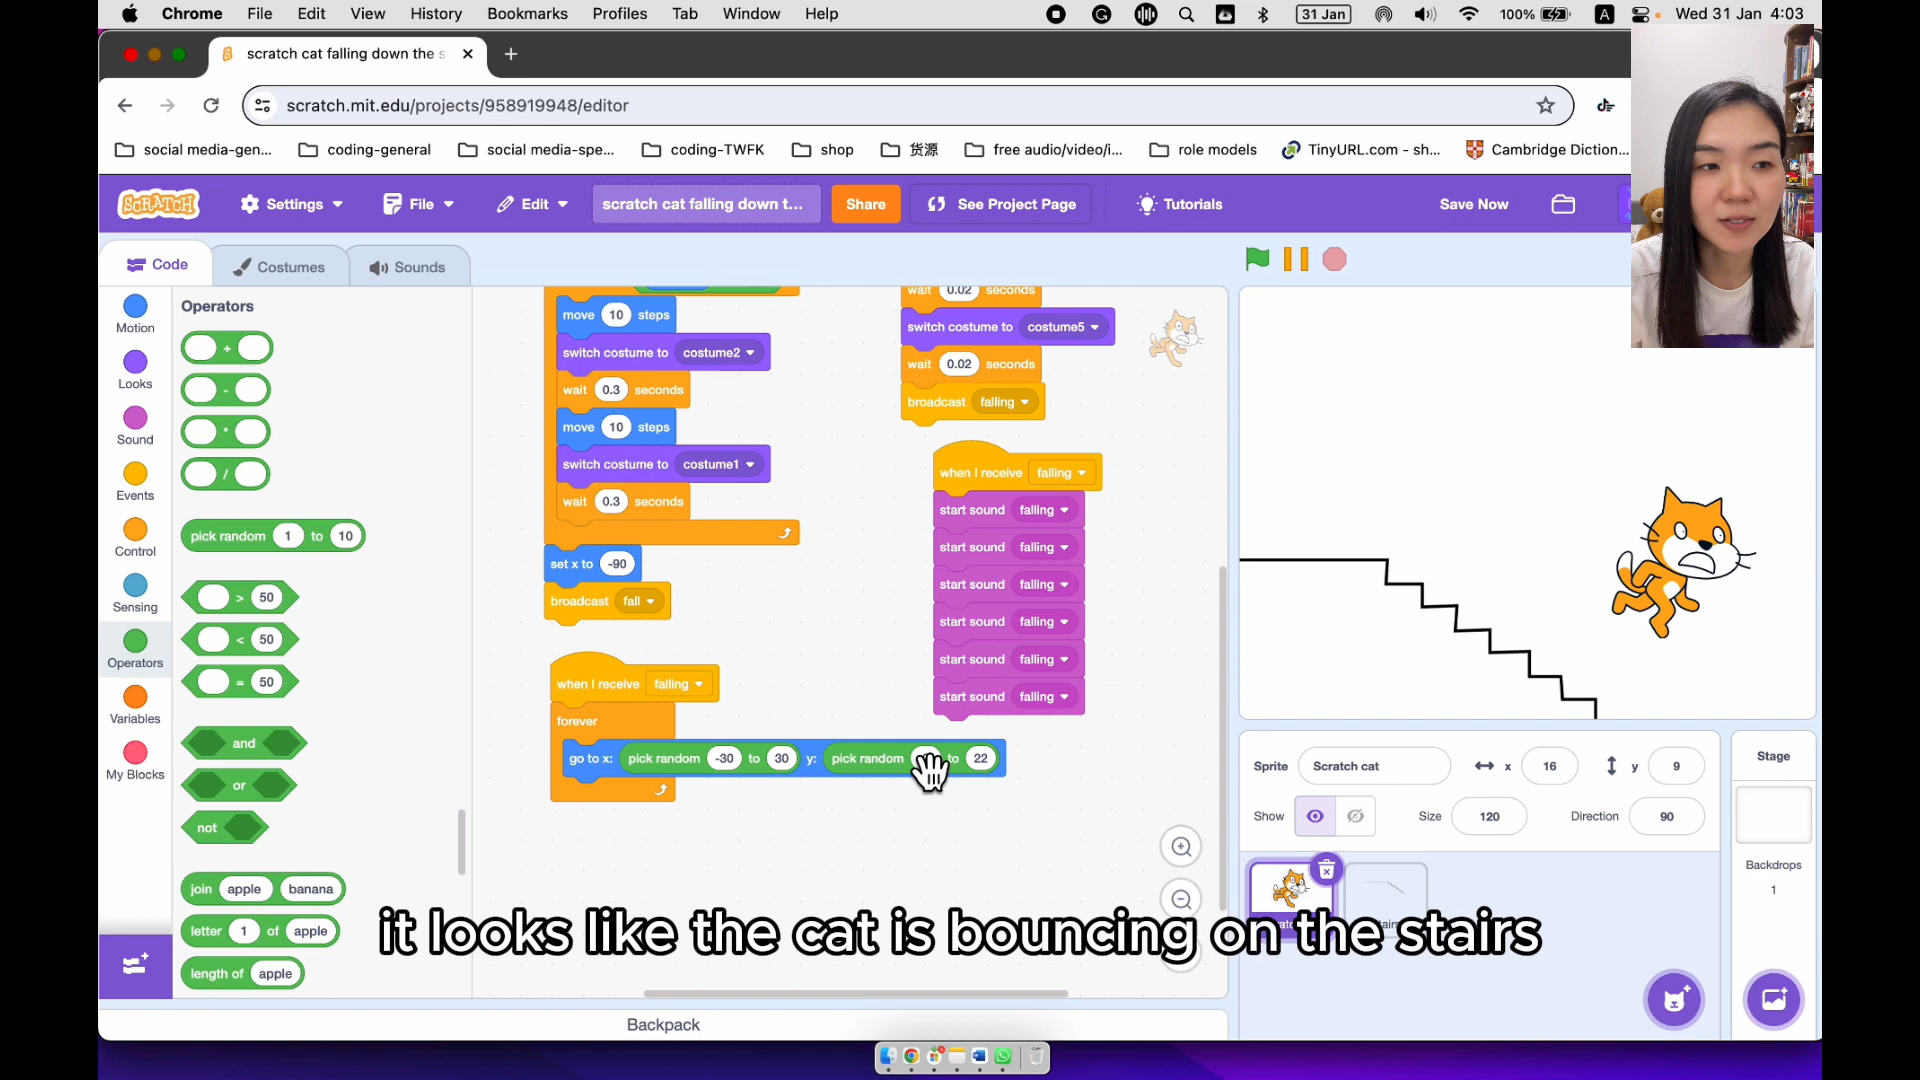 Chrome File Edit View History Bookmarks Profiles Tab Window Help 31 Jan 100% A Wed 31 Jan 4:03
scratch cat falling down the s
scratch.mit.edu/projects/958919948/editor
social media-gen... coding-general social media-spe... coding-TWFK shop 货源 free audio/video/i... role models TinyURL.com - sh... Cambridge Diction...
SCRATCH Settings File Edit scratch cat falling down t... Share See Project Page Tutorials Save Now
Code Costumes Sounds
Motion
Looks
Sound
Events
Control
Sensing
Operators
Variables
My Blocks
Operators
+
-
*
/
pick random 1 to 10
> 50
< 50
= 50
and
or
not
join apple banana
letter 1 of apple
length of apple
move 10 steps
switch costume to costume2
wait 0.3 seconds
move 10 steps
switch costume to costume1
wait 0.3 seconds
set x to -90
broadcast fall
when I receive falling
forever
go to x: pick random -30 to 30 y: pick random to 22
wait 0.02 seconds
switch costume to costume5
wait 0.02 seconds
broadcast falling
when I receive falling
start sound falling
start sound falling
start sound falling
start sound falling
start sound falling
start sound falling
Sprite Scratch cat x 16 y 9
Show Size 120 Direction 90
Stage
Backdrops
1
it looks like the cat is bouncing on the stairs
Backpack